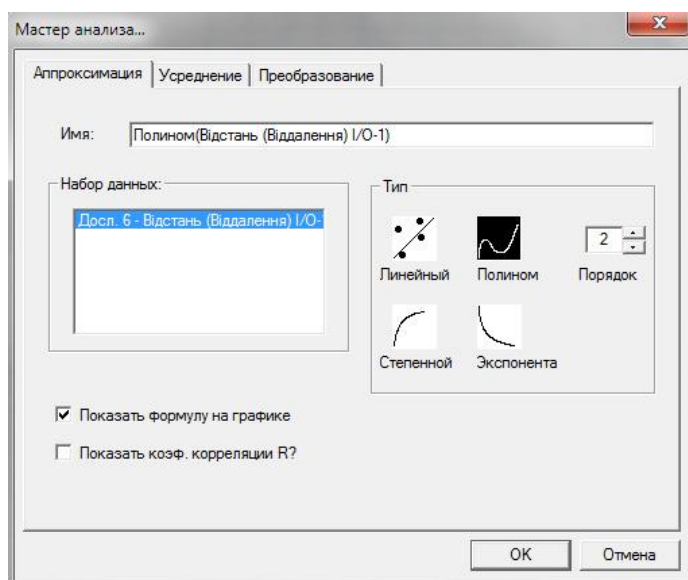 Мастер анализа...
Аппроксимация Усреднение Преобразование
Имя: Полином(Відстань (Віддалення) I/O-1)
Набор данных:
Досл. 6 - Відстань (Віддалення) I/O-
Тип
2
Линейный Полином Порядок
Степенной Экспонента
Показать формулу на графике
Показать коэф. корреляции R?
OK Отмена